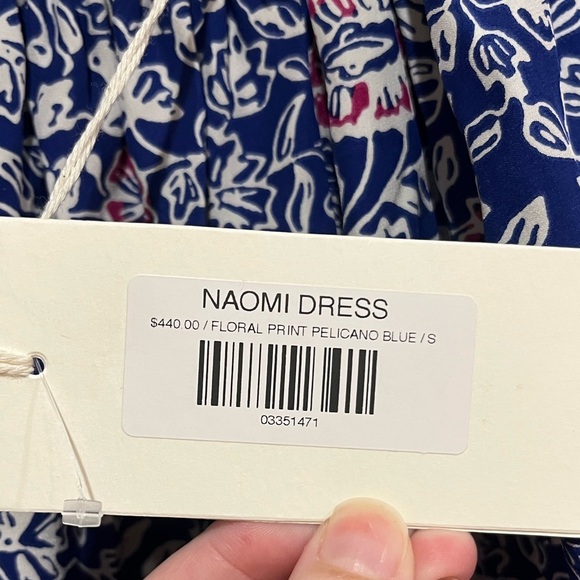 NAOMI DRESS
$440.00 / FLORAL PRINT PELICANO BLUE / S
03351471